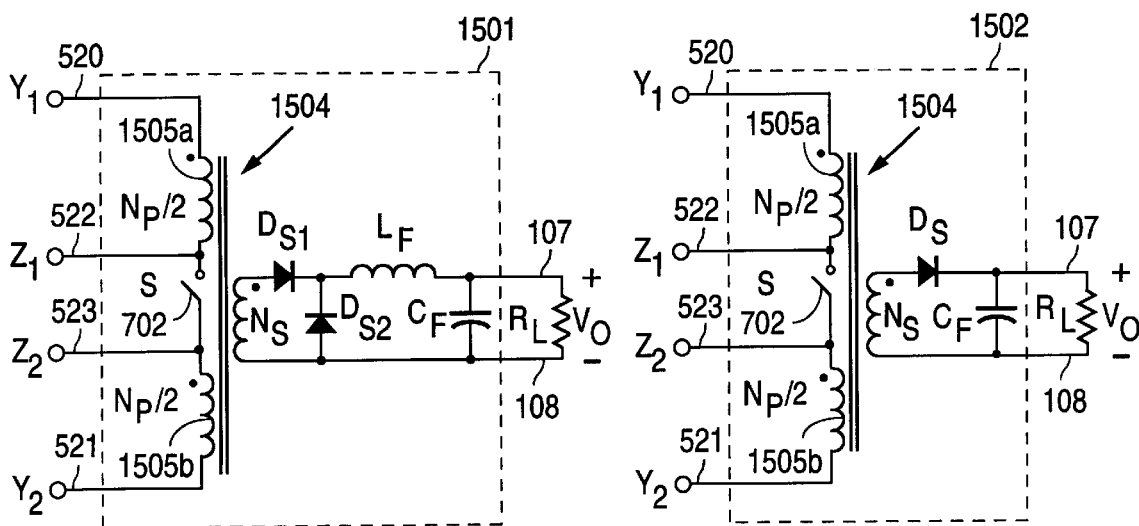 1501
520
Y1
1504
1505a
NP/2
522
Z1
DS1
LF
107
+
S
702
NS
DS2
CF
RL
VO
523
Z2
−
108
NP/2
521
1505b
Y2
1502
520
Y1
1504
1505a
NP/2
522
Z1
DS
107
+
S
702
NS
CF
RL
VO
523
Z2
−
108
NP/2
521
1505b
Y2